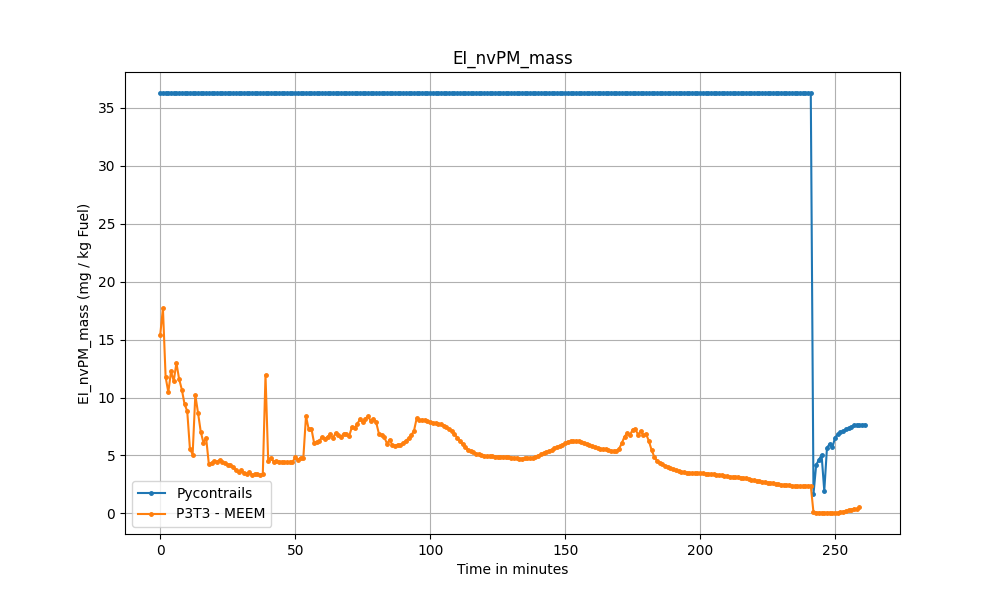 EI_nvPM_mass
EI_nvPM_mass (mg / kg Fuel)
35
30
25
20
15
10
5
0
Pycontrails
P3T3 - MEEM
0 50 100 150 200 250
Time in minutes